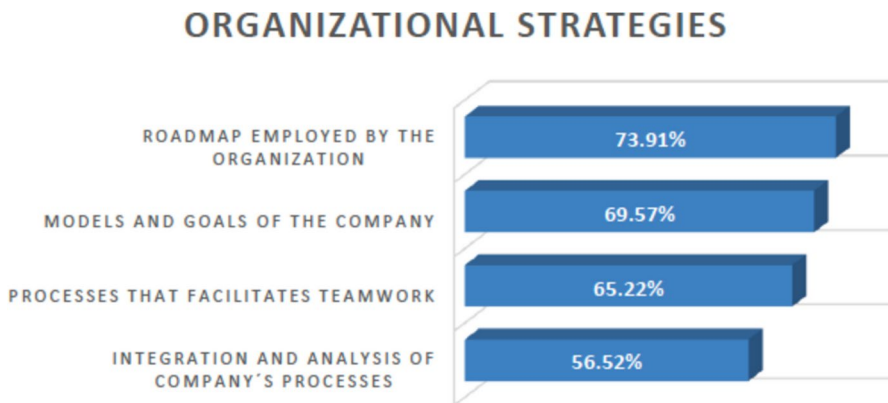 ORGANIZATIONAL STRATEGIES
ROADMAP EMPLOYED BY THE
ORGANIZATION
73.91%
MODELS AND GOALS OF THE COMPANY
69.57%
PROCESSES THAT FACILITATES TEAMWORK
65.22%
INTEGRATION AND ANALYSIS OF
COMPANY´S PROCESSES
56.52%